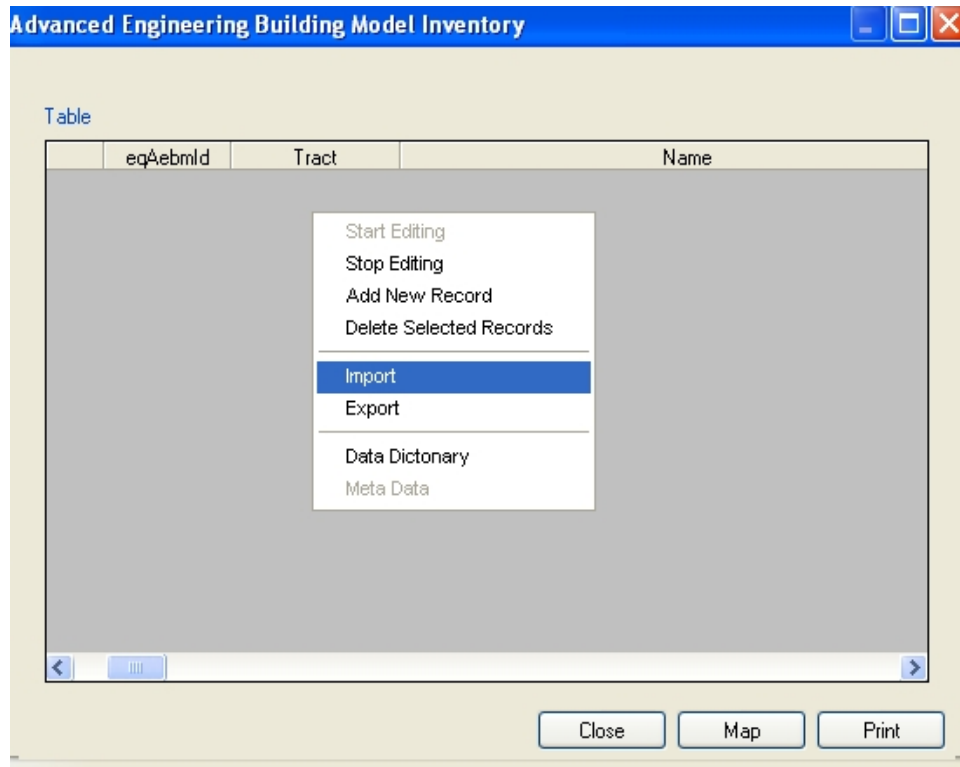 Advanced Engineering Building Model Inventory
Table
eqAebmId Tract Name
Start Editing
Stop Editing
Add New Record
Delete Selected Records
Import
Export
Data Dictonary
Meta Data
Close Map Print